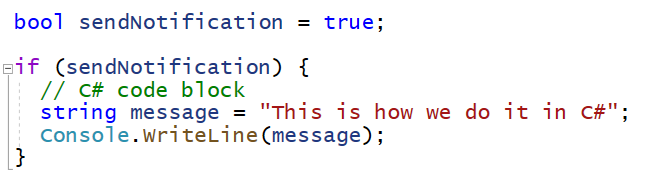 bool sendNotification = true;
if (sendNotification) {
// C# code block
string message = "This is how we do it in C#";
Console.WriteLine(message);
}